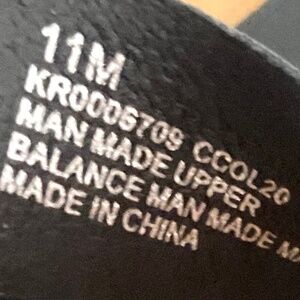 11M
KR0006709 CCOL20
MAN MADE UPPER
BALANCE MAN MADE
MADE IN CHINA